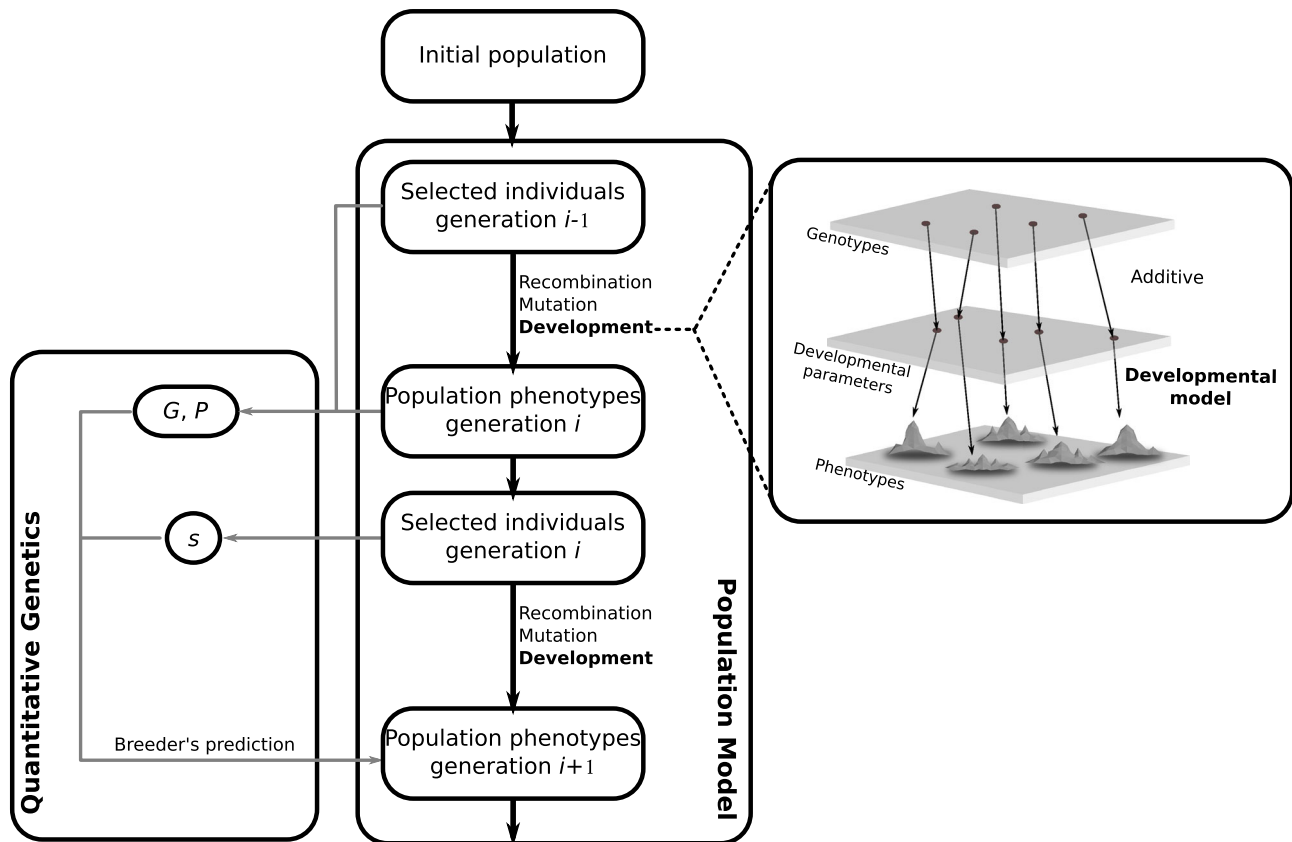 Initial population
Selected individuals
generation i-1
Recombination
Mutation
Development
Population phenotypes
generation i
Selected individuals
generation i
Recombination
Mutation
Development
Population phenotypes
generation i+1
Population Model
G, P
s
Breeder's prediction
Quantitative Genetics
Genotypes
Additive
Developmental
parameters
Developmental
model
Phenotypes